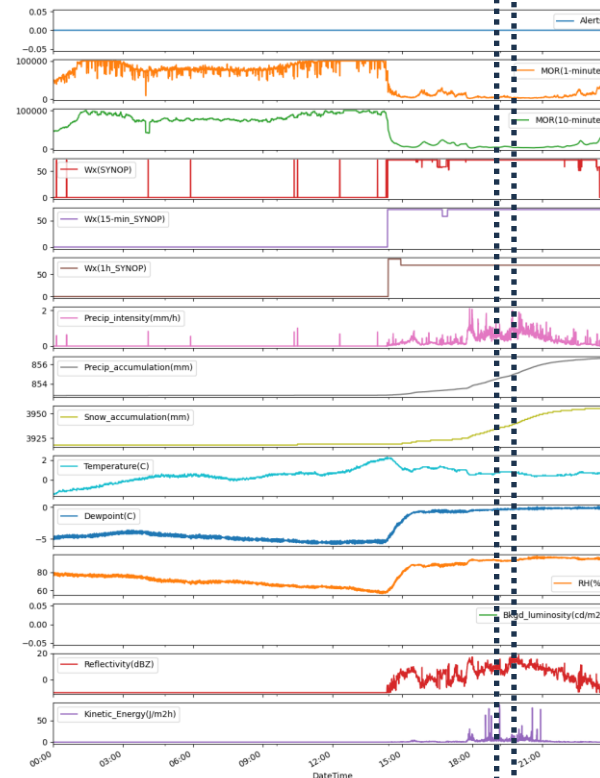 0.05
0.00
−0.05
Alerts
100000
0
MOR(1-minute
100000
0
MOR(10-minute
50
0
Wx(SYNOP)
50
0
Wx(15-min_SYNOP)
50
0
Wx(1h_SYNOP)
2
0
Precip_intensity(mm/h)
856
854
Precip_accumulation(mm)
3950
3925
Snow_accumulation(mm)
2
0
Temperature(C)
0
−5
Dewpoint(C)
80
60
RH(%
0.05
0.00
−0.05
Bkgd_luminosity(cd/m2
20
0
Reflectivity(dBZ)
50
0
Kinetic_Energy(J/m2h)
00:00
03:00
06:00
09:00
12:00
15:00
18:00
21:00
DateTime